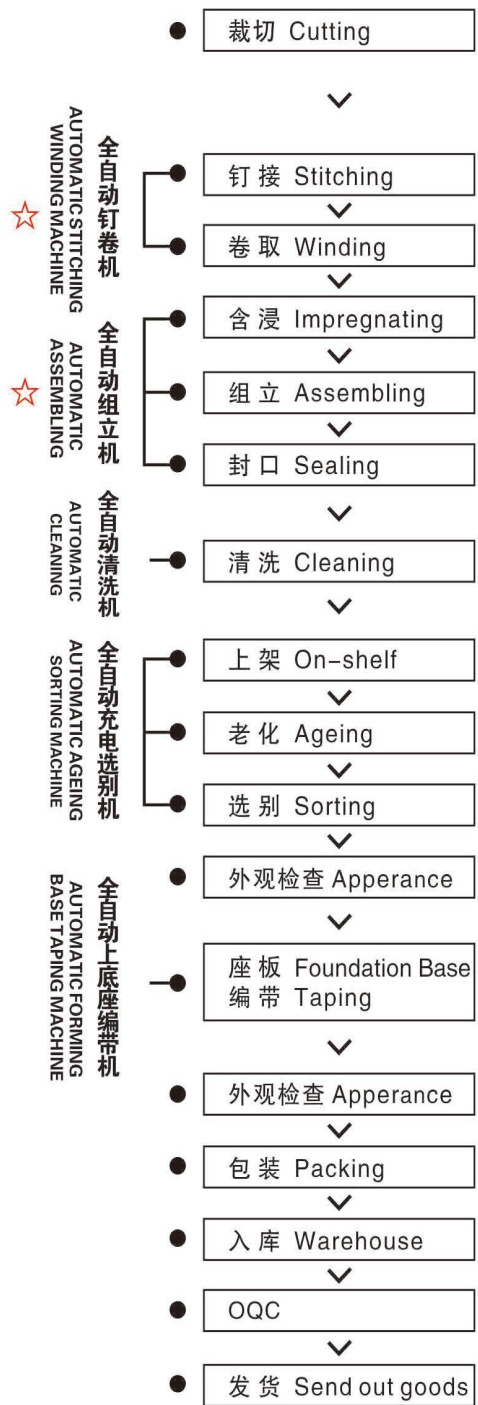 裁切 Cutting
全自动钉卷机
AUTOMATIC STITCHING
WINDING MACHINE
☆
钉接 Stitching
卷取 Winding
全自动组立机
AUTOMATIC
ASSEMBLING
☆
含浸 Impregnating
组立 Assembling
封口 Sealing
全自动清洗机
AUTOMATIC
CLEANING
清洗 Cleaning
全自动充电选别机
AUTOMATIC AGEING
SORTING MACHINE
上架 On-shelf
老化 Ageing
选别 Sorting
外观检查 Apperance
全自动上底座编带机
AUTOMATIC FORMING
BASE TAPING MACHINE
座板 Foundation Base
编带 Taping
外观检查 Apperance
包装 Packing
入库 Warehouse
OQC
发货 Send out goods